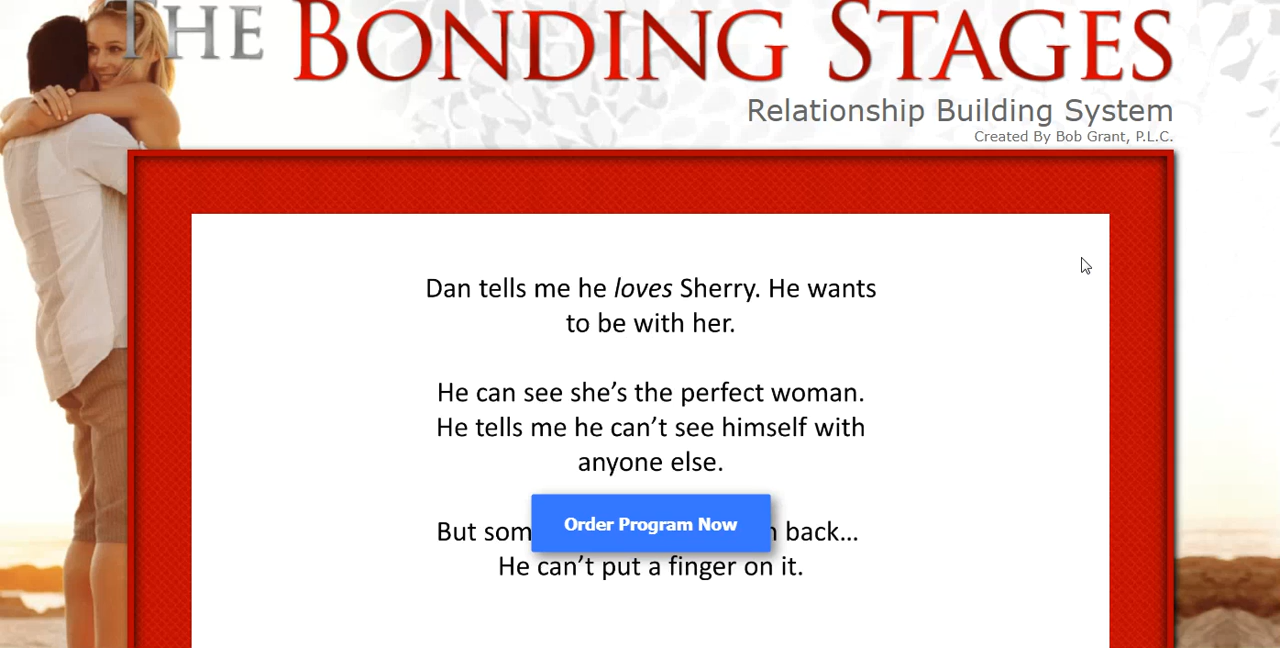 THE BONDING STAGES
Relationship Building System
Created By Bob Grant, P.L.C.
Dan tells me he loves Sherry. He wants
to be with her.
He can see she's the perfect woman.
He tells me he can't see himself with
anyone else.
Order Program Now
But som
back...
He can't put a finger on it.